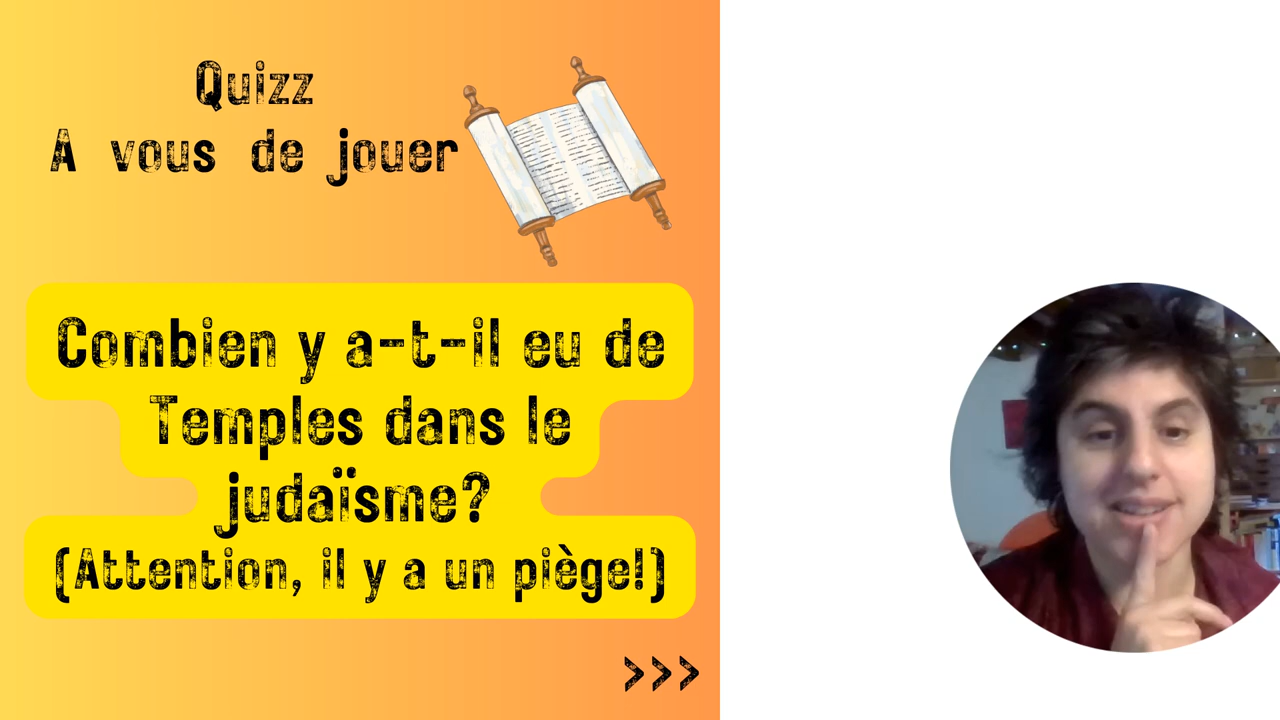 Quizz
A vous de jouer
Combien y a-t-il eu de
Temples dans le
judaïsme?
(Attention, il y a un piège!)
>>>